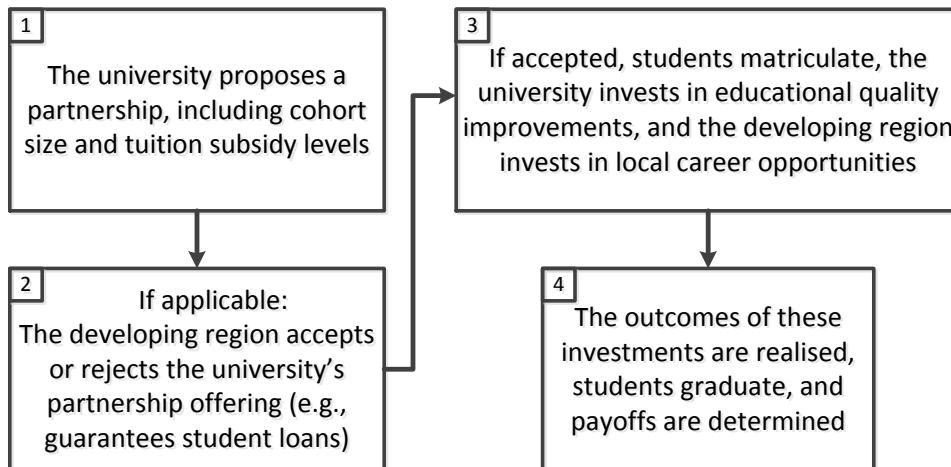 1
The university proposes a
partnership, including cohort
size and tuition subsidy levels
2
If applicable:
The developing region accepts
or rejects the university’s
partnership offering (e.g.,
guarantees student loans)
3
If accepted, students matriculate, the
university invests in educational quality
improvements, and the developing region
invests in local career opportunities
4
The outcomes of these
investments are realised,
students graduate, and
payoffs are determined